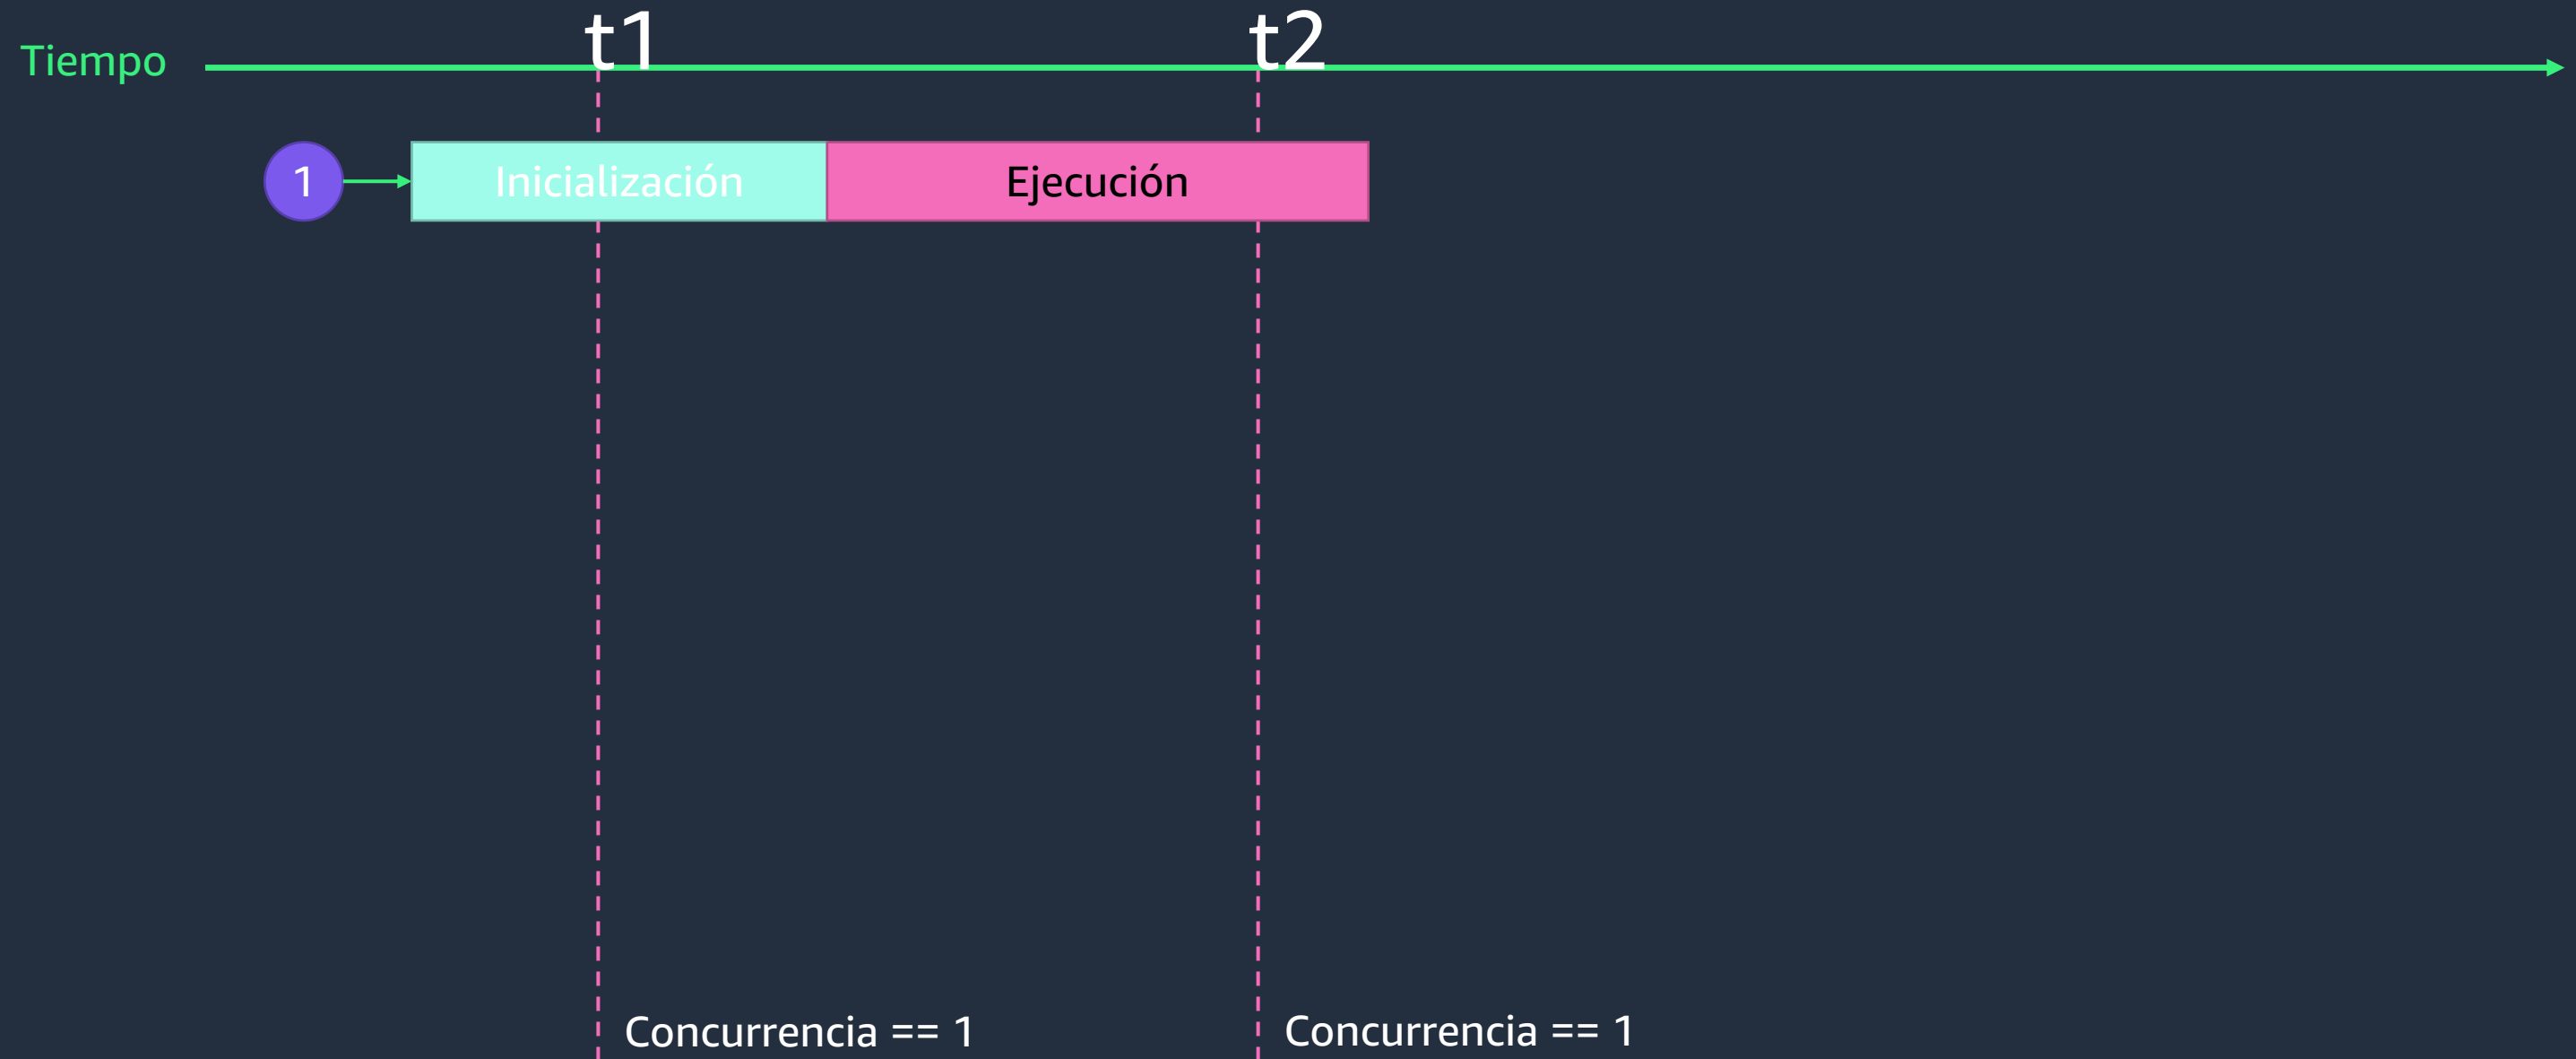 t1
t2
Tiempo
1
Inicialización
Ejecución
Concurrencia == 1
Concurrencia == 1